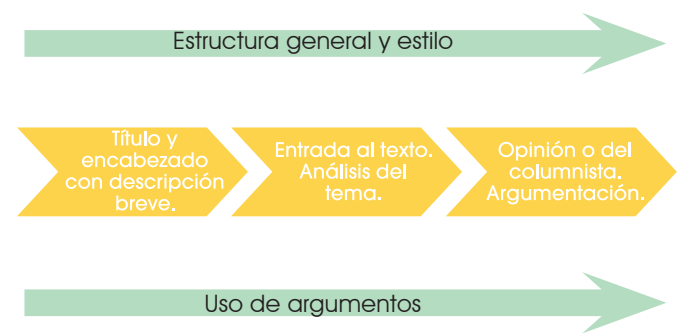 Estructura general y estilo
Título y
encabezado
con descripción
breve.
Entrada al texto.
Análisis del
tema.
Opinión o del
columnista.
Argumentación.
Uso de argumentos